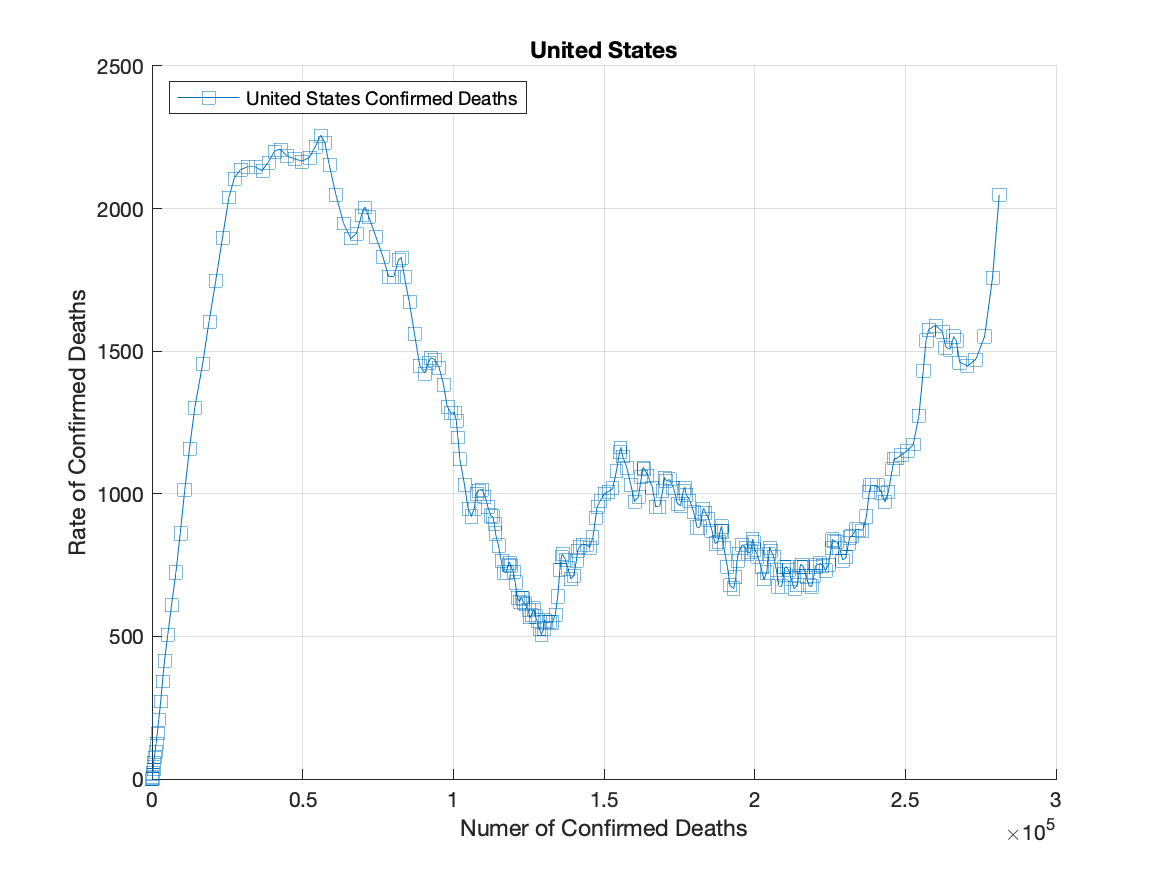 United States
United States Confirmed Deaths
Rate of Confirmed Deaths
2500
2000
1500
1000
500
0
0 0.5 1 1.5 2 2.5 3
Numer of Confirmed Deaths
×10^5